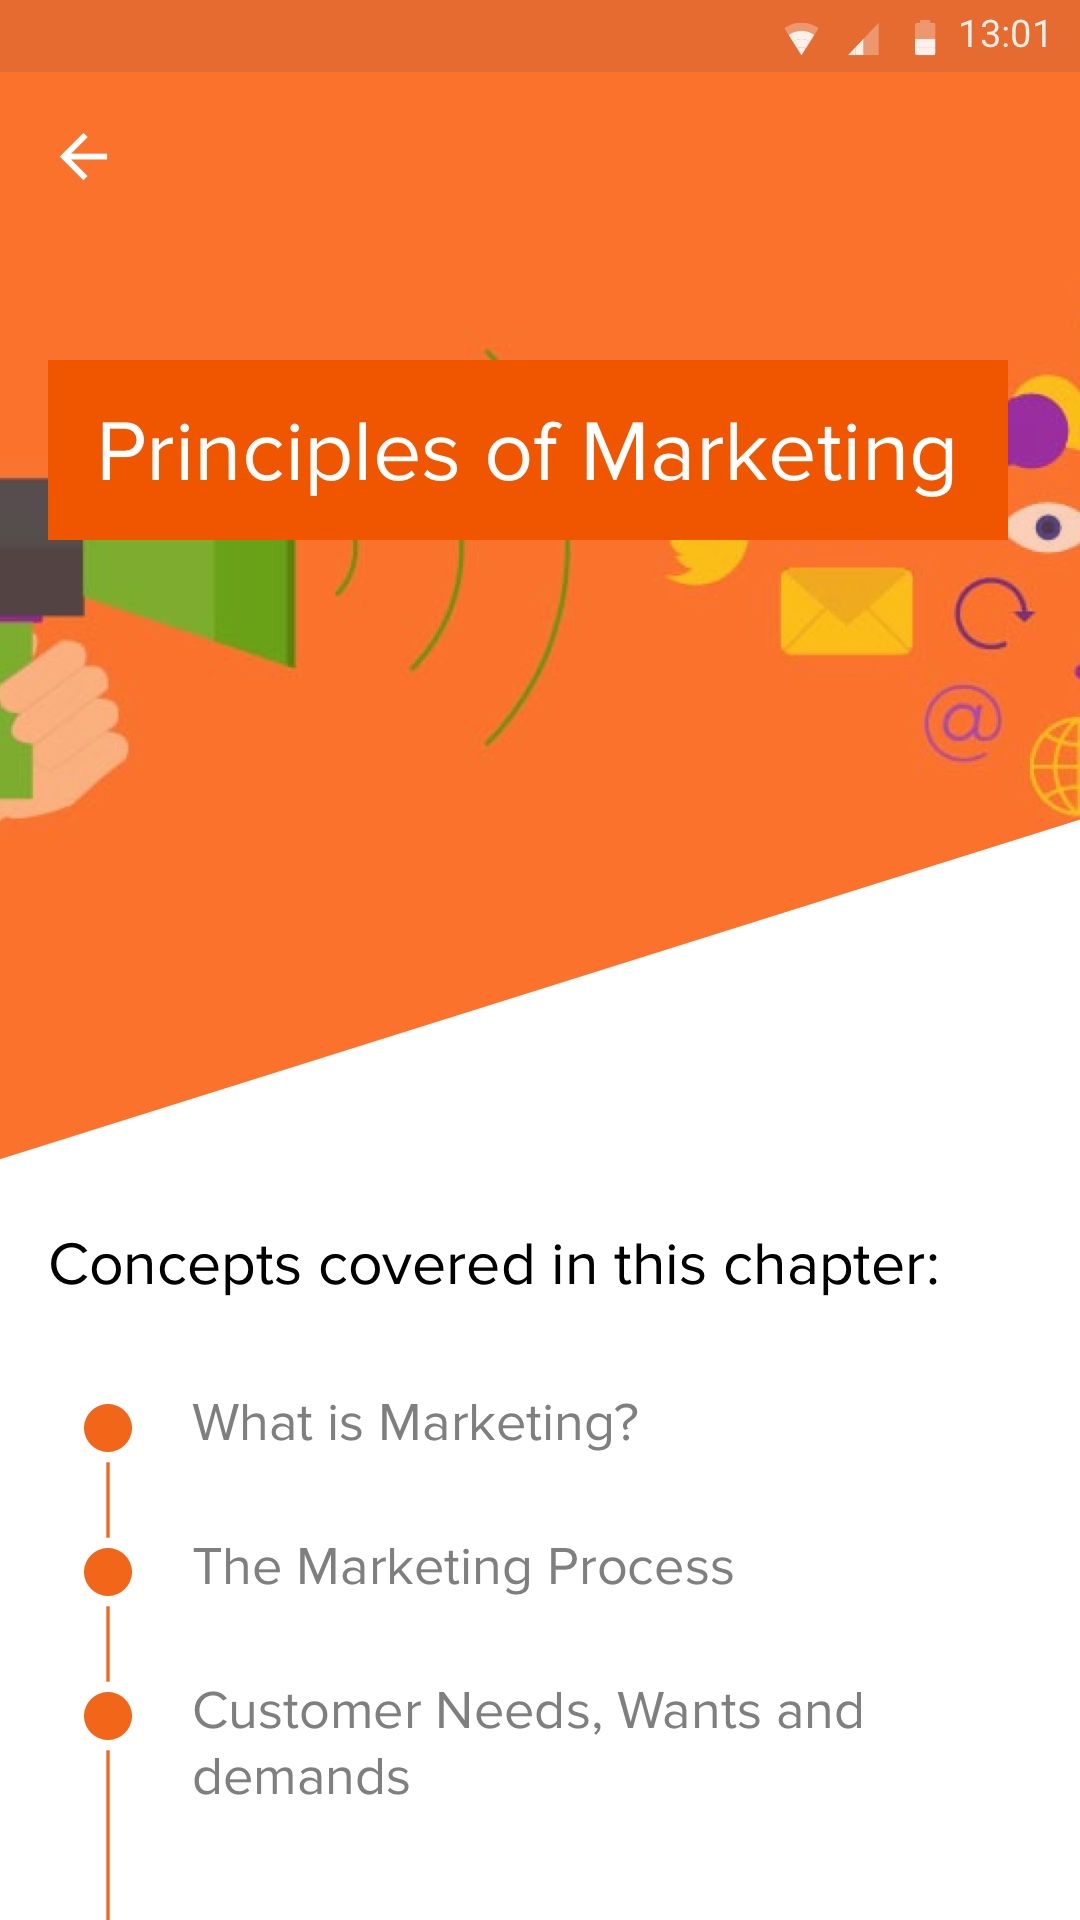 13:01
Principles of Marketing
@
Concepts covered in this chapter:
What is Marketing?
The Marketing Process
Customer Needs, Wants and
demands